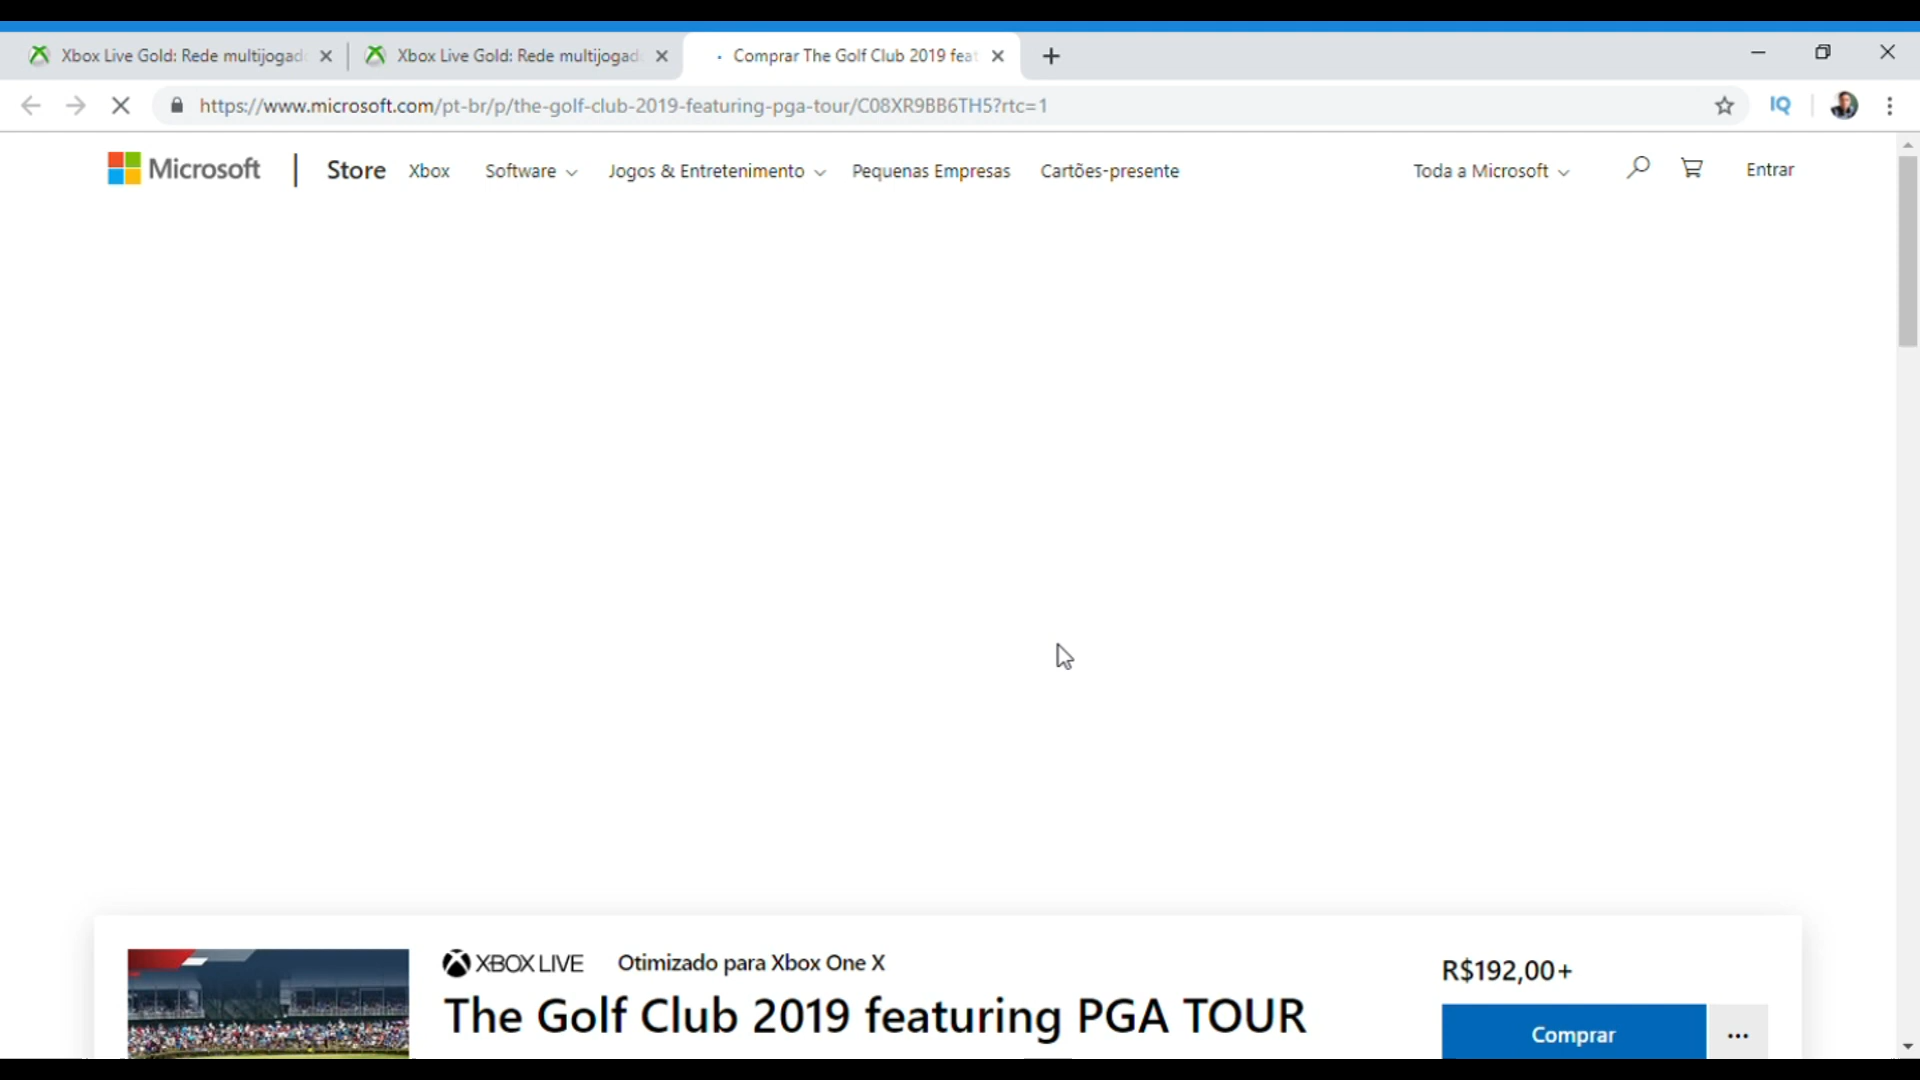 Xbox Live Gold: Rede multijogad
Xbox Live Gold: Rede multijogad
Comprar The Golf Club 2019 feat
https://www.microsoft.com/pt-br/p/the-golf-club-2019-featuring-pga-tour/C08XR9BB6TH5?rtc=1
IQ
Microsoft
Store
Xbox
Software
Jogos & Entretenimento
Pequenas Empresas
Cartões-presente
Toda a Microsoft
Entrar
XBOX LIVE
Otimizado para Xbox One X
R$192,00+
The Golf Club 2019 featuring PGA TOUR
Comprar